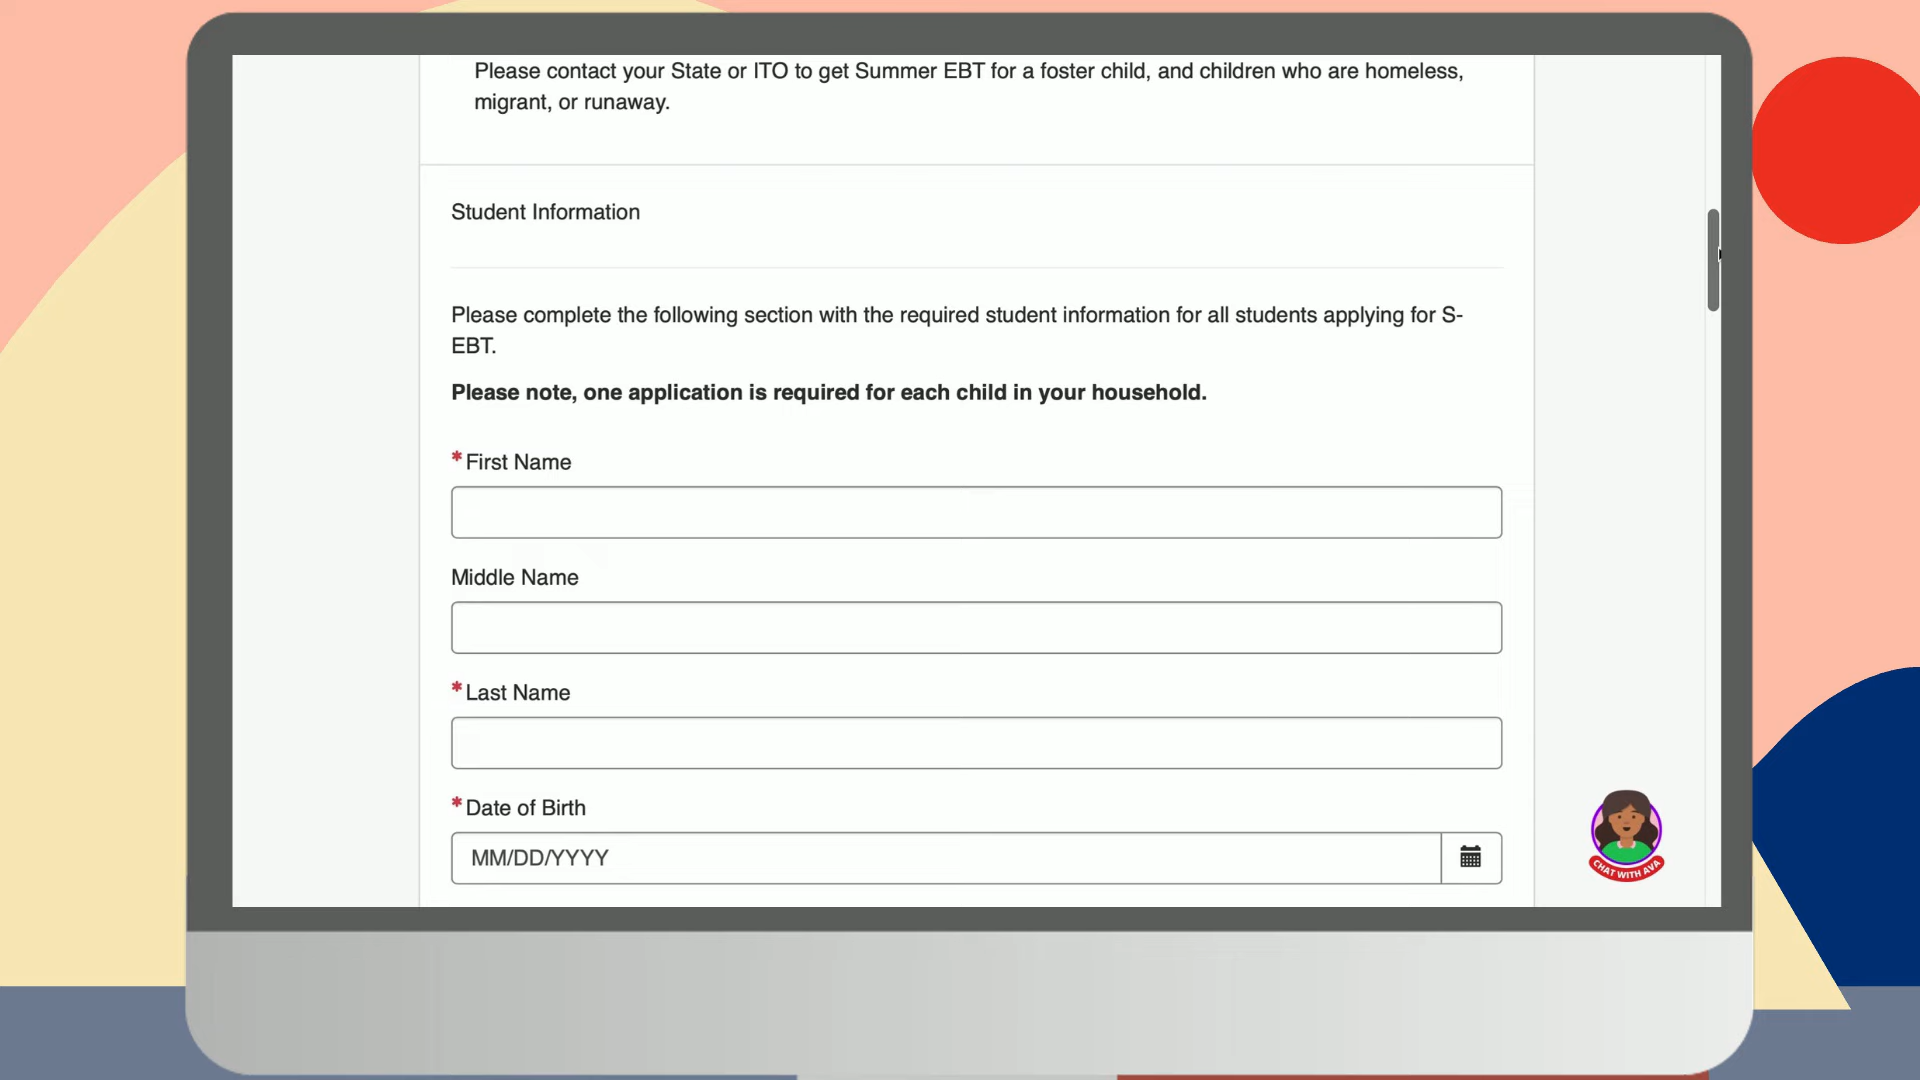 Please contact your State or ITO to get Summer EBT for a foster child, and children who are homeless,
migrant, or runaway.
Student Information
Please complete the following section with the required student information for all students applying for S-
EBT.
Please note, one application is required for each child in your household.
*First Name
Middle Name
*Last Name
*Date of Birth
MM/DD/YYYY
CHAT WITH AVA